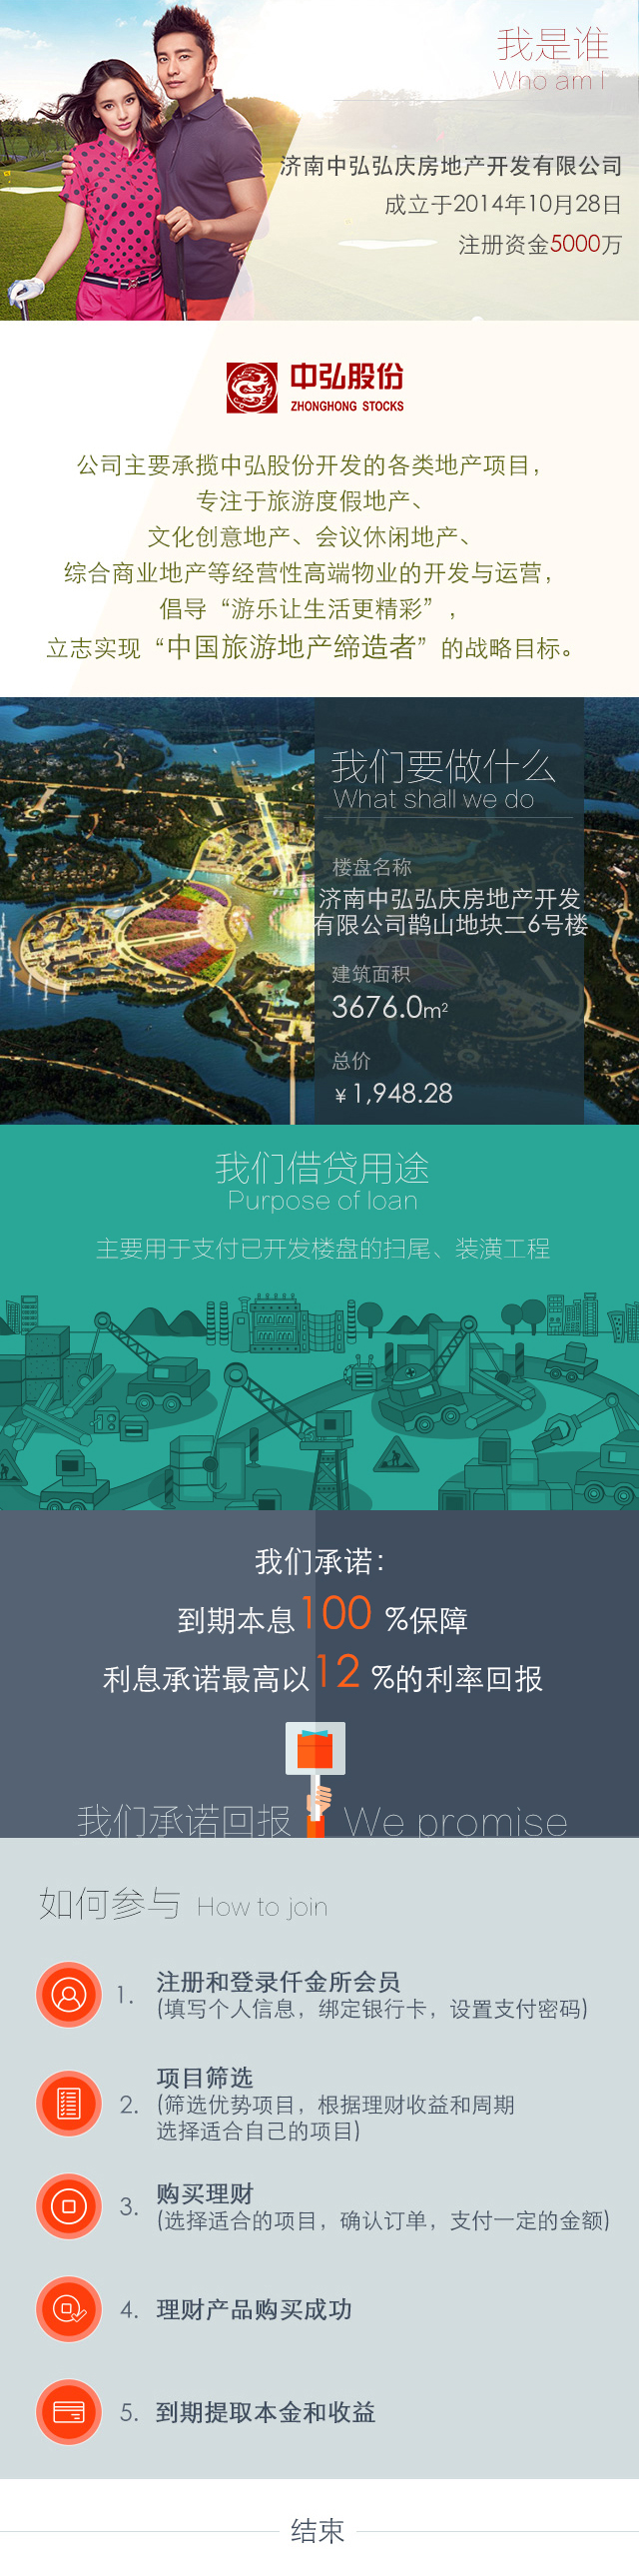 我是谁
Who am I
济南中弘弘庆房地产开发有限公司
成立于2014年10月28日
注册资金5000万
中弘股份
ZHONGHONG STOCKS
公司主要承揽中弘股份开发的各类地产项目，
专注于旅游度假地产、
文化创意地产、会议休闲地产、
综合商业地产等经营性高端物业的开发与运营，
倡导“游乐让生活更精彩”，
立志实现“中国旅游地产缔造者”的战略目标。
我们要做什么
What shall we do
楼盘名称
济南中弘弘庆房地产开发
有限公司鹊山地块二6号楼
建筑面积
3676.0m²
总价
¥1,948.28
我们借贷用途
Purpose of loan
主要用于支付已开发楼盘的扫尾、装潢工程
我们承诺：
到期本息100 %保障
利息承诺最高以12 %的利率回报
我们承诺回报 We promise
如何参与 How to join
1. 注册和登录仟金所会员
(填写个人信息，绑定银行卡，设置支付密码)
项目筛选
2. (筛选优势项目，根据理财收益和周期
选择适合自己的项目)
3. 购买理财
(选择适合的项目，确认订单，支付一定的金额)
4. 理财产品购买成功
5. 到期提取本金和收益
结束